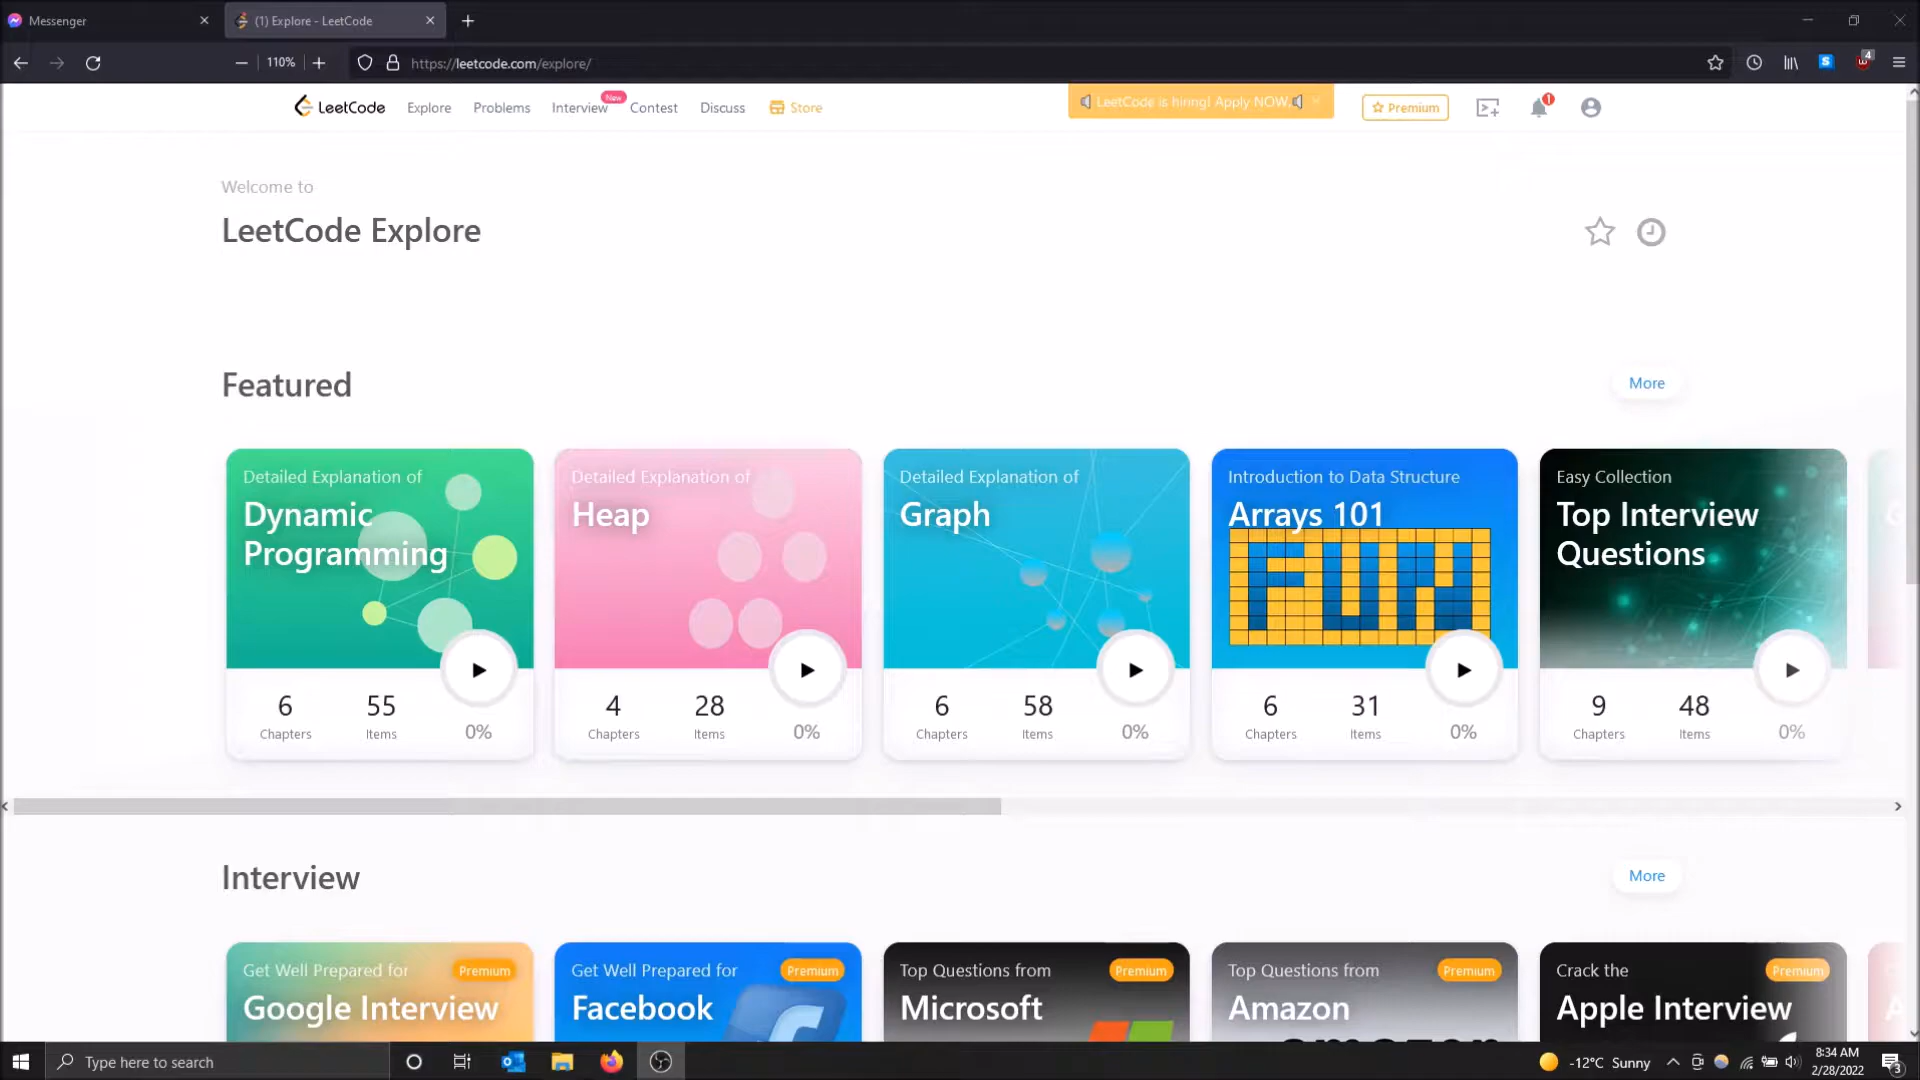 Messenger
(1) Explore - LeetCode
110%
https://leetcode.com/explore/
4
LeetCode
Explore
Problems
Interview
New
Contest
Discuss
Store
LeetCode is hiring! Apply NOW.
Premium
1
Welcome to
LeetCode Explore
Featured
More
Detailed Explanation of
Dynamic
Programming
6
55
Chapters
Items
0%
Detailed Explanation of
Heap
4
28
Chapters
Items
0%
Detailed Explanation of
Graph
6
58
Chapters
Items
0%
Introduction to Data Structure
Arrays 101
FUN
6
31
Chapters
Items
0%
Easy Collection
Top Interview
Questions
9
48
Chapters
Items
0%
Interview
More
Get Well Prepared for
Premium
Google Interview
Get Well Prepared for
Premium
Facebook
Top Questions from
Premium
Microsoft
Top Questions from
Premium
Amazon
amazon
Crack the
Premium
Apple Interview
Type here to search
-12°C Sunny
8:34 AM
2/28/2022
3